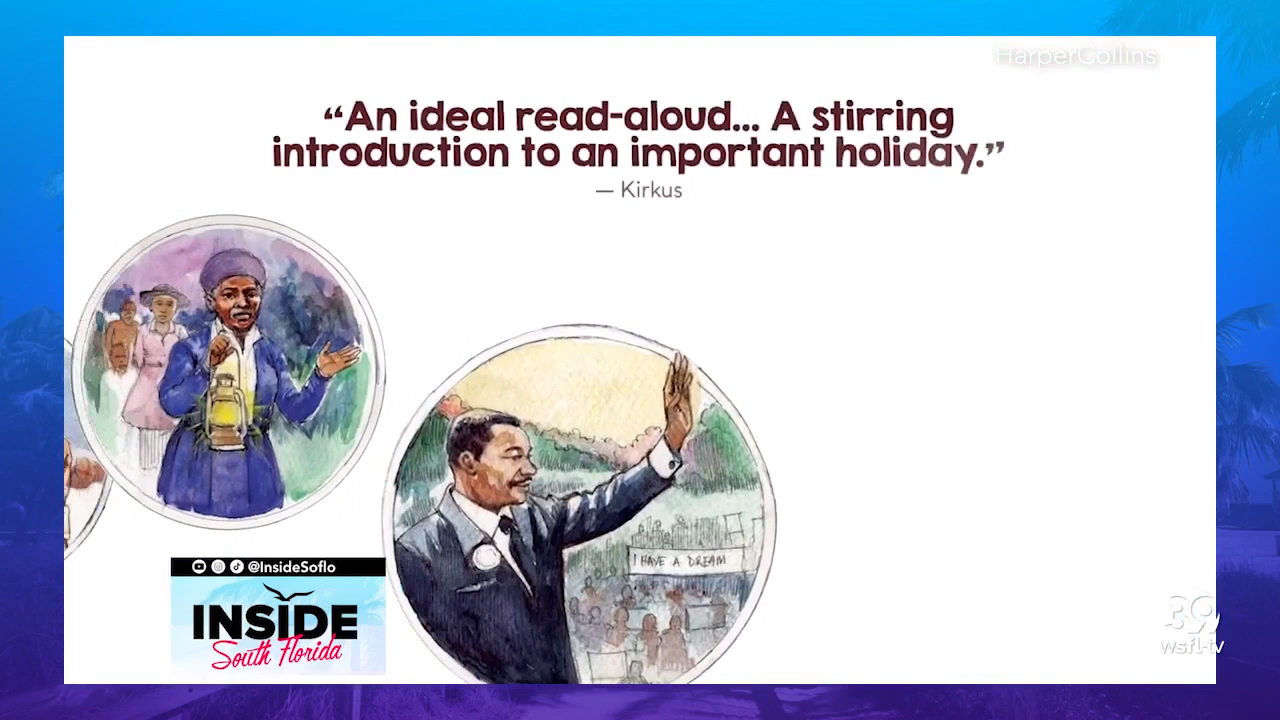 HarperCollins
“An ideal read-aloud... A stirring
introduction to an important holiday.”
— Kirkus
I HAVE A DREAM
@InsideSoflo
INSIDE
South Florida
39
wsfl-tv